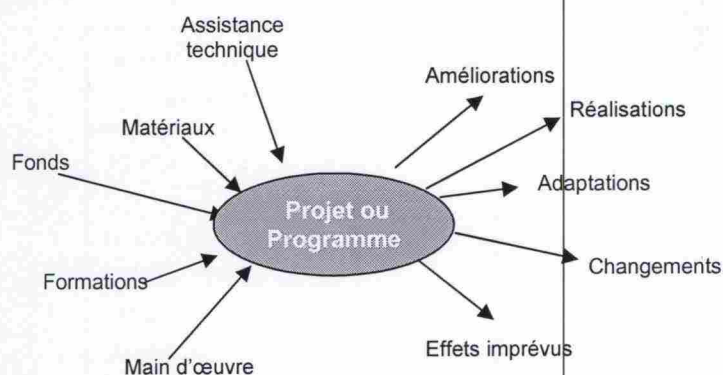 Assistance
technique
Améliorations
Réalisations
Matériaux
Fonds
Adaptations
Projet ou
Programme
Changements
Formations
Effets imprévus
Main d'œuvre